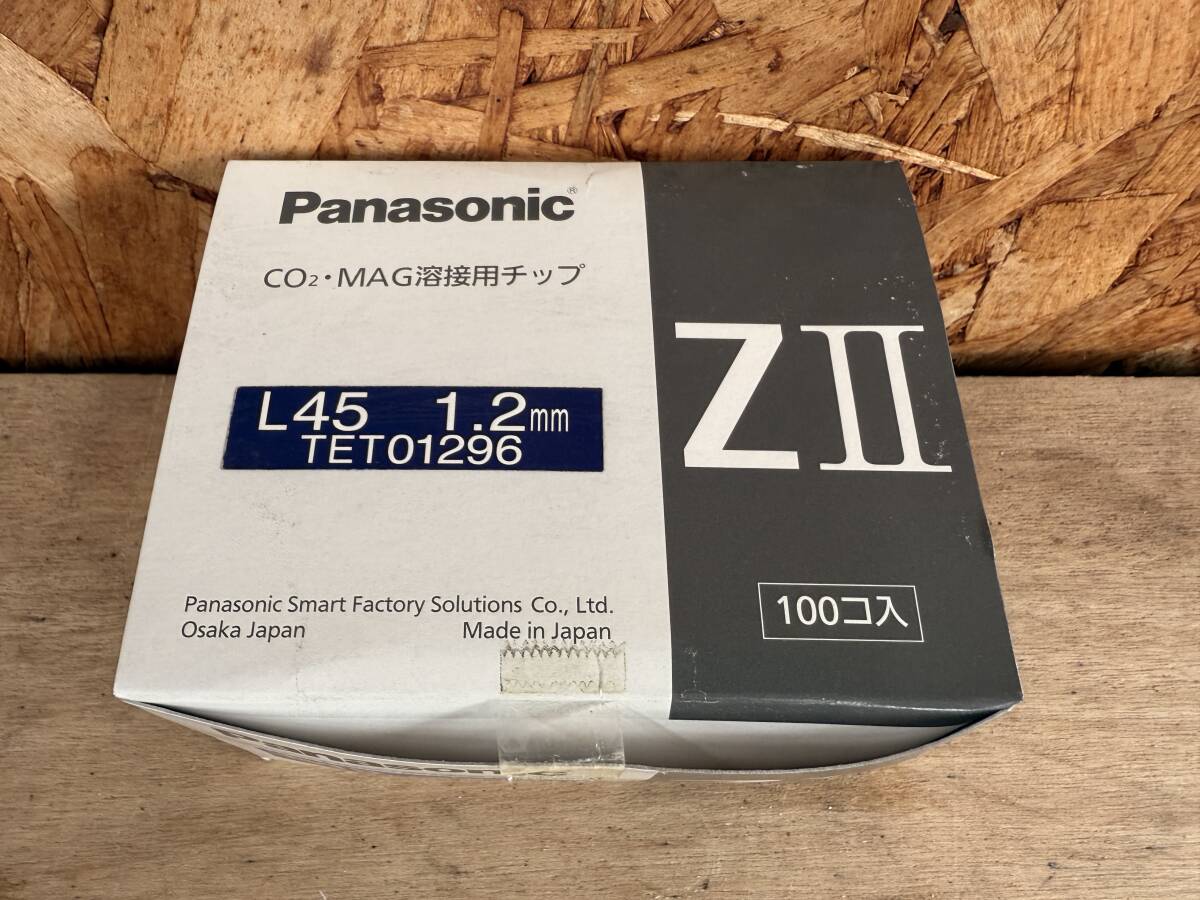 Panasonic®
CO₂・MAG溶接用チップ
L45 1.2mm
TET01296
ZII
Panasonic Smart Factory Solutions Co., Ltd.
Osaka Japan Made in Japan
100コ入